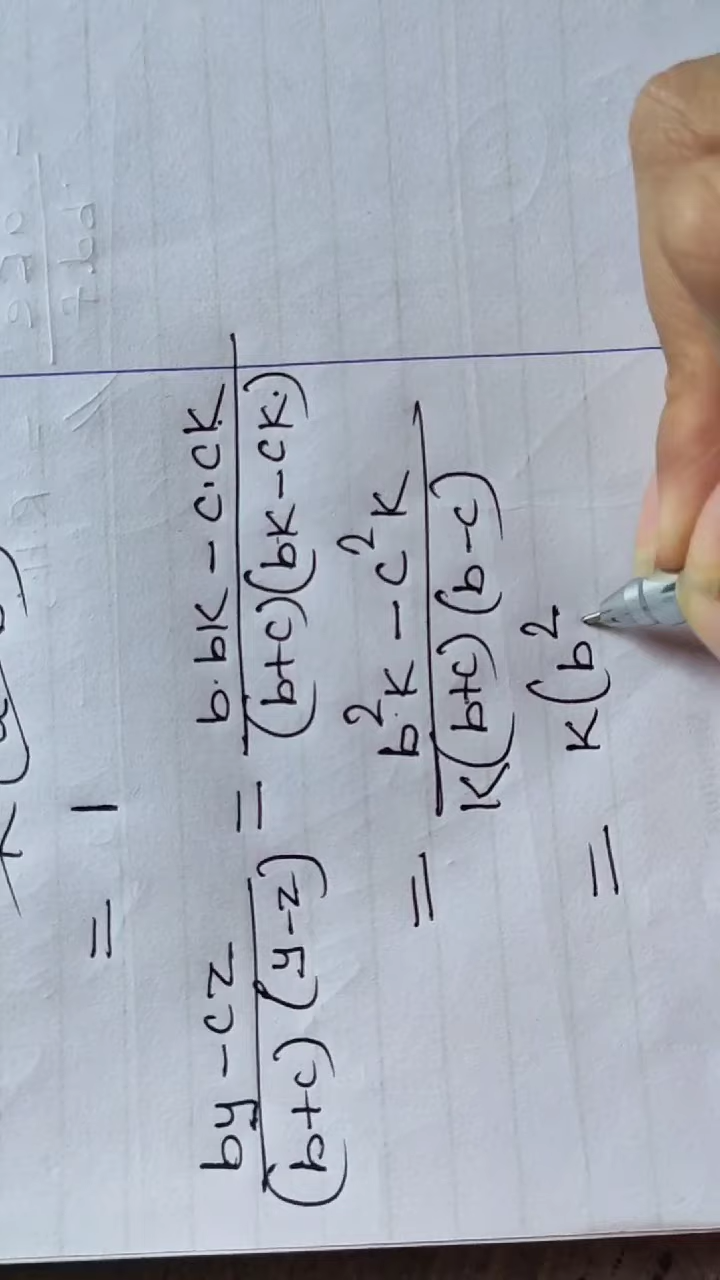 = 1
by - cz / (b+c)(y-z) = b.bk - c.ck / (b+c)(bk-ck)
= b²k - c²k / k(b+c)(b-c)
= k(b²